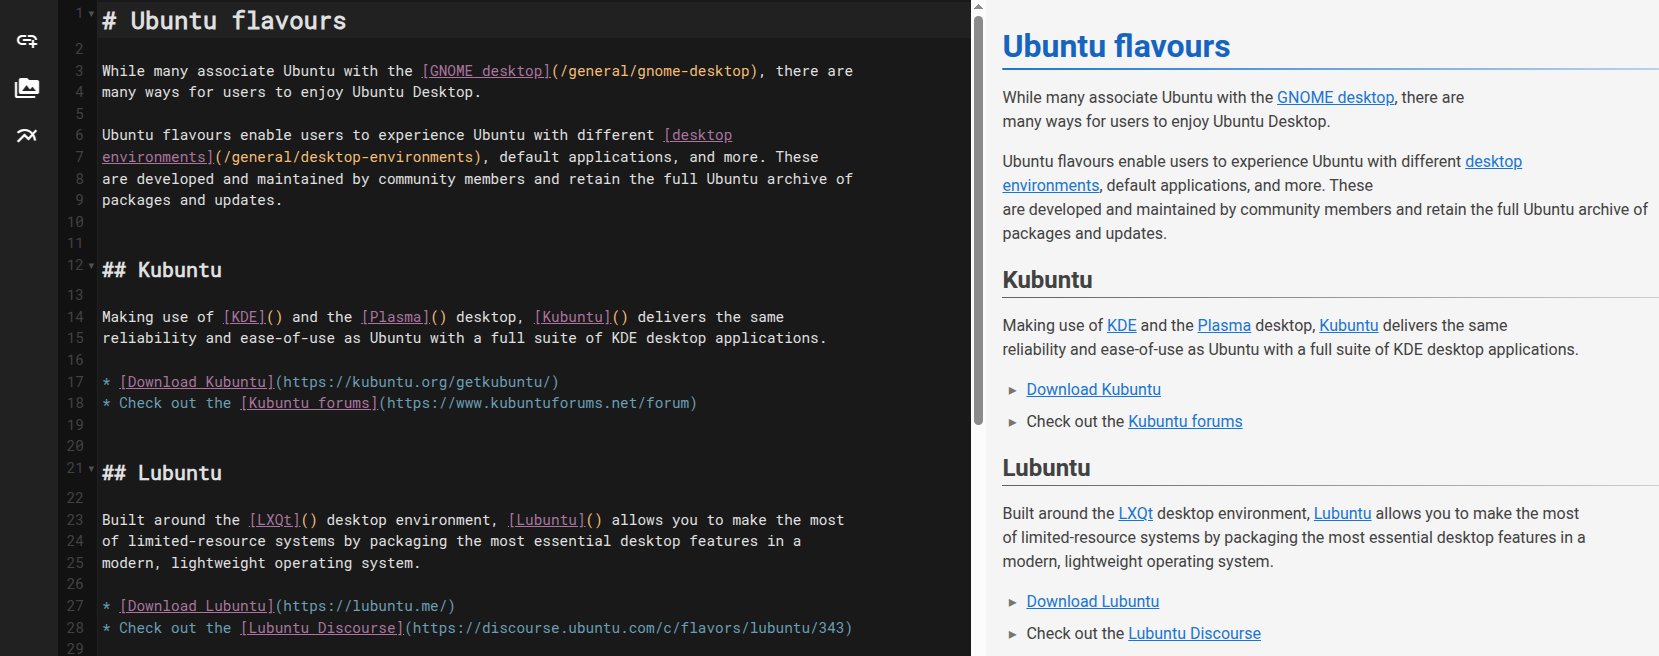 1 # Ubuntu flavours
2
3 While many associate Ubuntu with the [GNOME desktop](/general/gnome-desktop), there are
4 many ways for users to enjoy Ubuntu Desktop.
5
6 Ubuntu flavours enable users to experience Ubuntu with different [desktop
7 environments](/general/desktop-environments), default applications, and more. These
8 are developed and maintained by community members and retain the full Ubuntu archive of
9 packages and updates.
10
11
12 ## Kubuntu
13
14 Making use of [KDE]() and the [Plasma]() desktop, [Kubuntu]() delivers the same
15 reliability and ease-of-use as Ubuntu with a full suite of KDE desktop applications.
16
17 * [Download Kubuntu](https://kubuntu.org/getkubuntu/)
18 * Check out the [Kubuntu forums](https://www.kubuntuforums.net/forum)
19
20
21 ## Lubuntu
22
23 Built around the [LXQt]() desktop environment, [Lubuntu]() allows you to make the most
24 of limited-resource systems by packaging the most essential desktop features in a
25 modern, lightweight operating system.
26
27 * [Download Lubuntu](https://lubuntu.me/)
28 * Check out the [Lubuntu Discourse](https://discourse.ubuntu.com/c/flavors/lubuntu/343)
29
Ubuntu flavours
While many associate Ubuntu with the GNOME desktop, there are
many ways for users to enjoy Ubuntu Desktop.
Ubuntu flavours enable users to experience Ubuntu with different desktop
environments, default applications, and more. These
are developed and maintained by community members and retain the full Ubuntu archive of
packages and updates.
Kubuntu
Making use of KDE and the Plasma desktop, Kubuntu delivers the same
reliability and ease-of-use as Ubuntu with a full suite of KDE desktop applications.
Download Kubuntu
Check out the Kubuntu forums
Lubuntu
Built around the LXQt desktop environment, Lubuntu allows you to make the most
of limited-resource systems by packaging the most essential desktop features in a
modern, lightweight operating system.
Download Lubuntu
Check out the Lubuntu Discourse